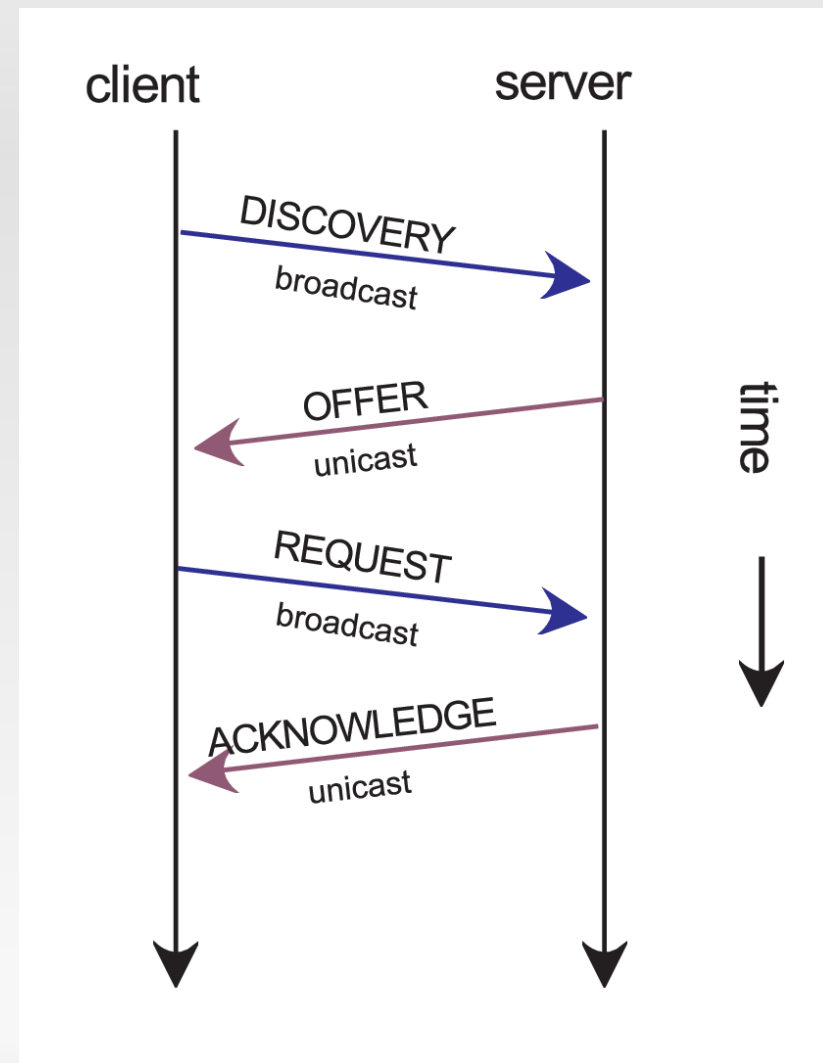 client
server
DISCOVERY
broadcast
OFFER
unicast
time
REQUEST
broadcast
ACKNOWLEDGE
unicast